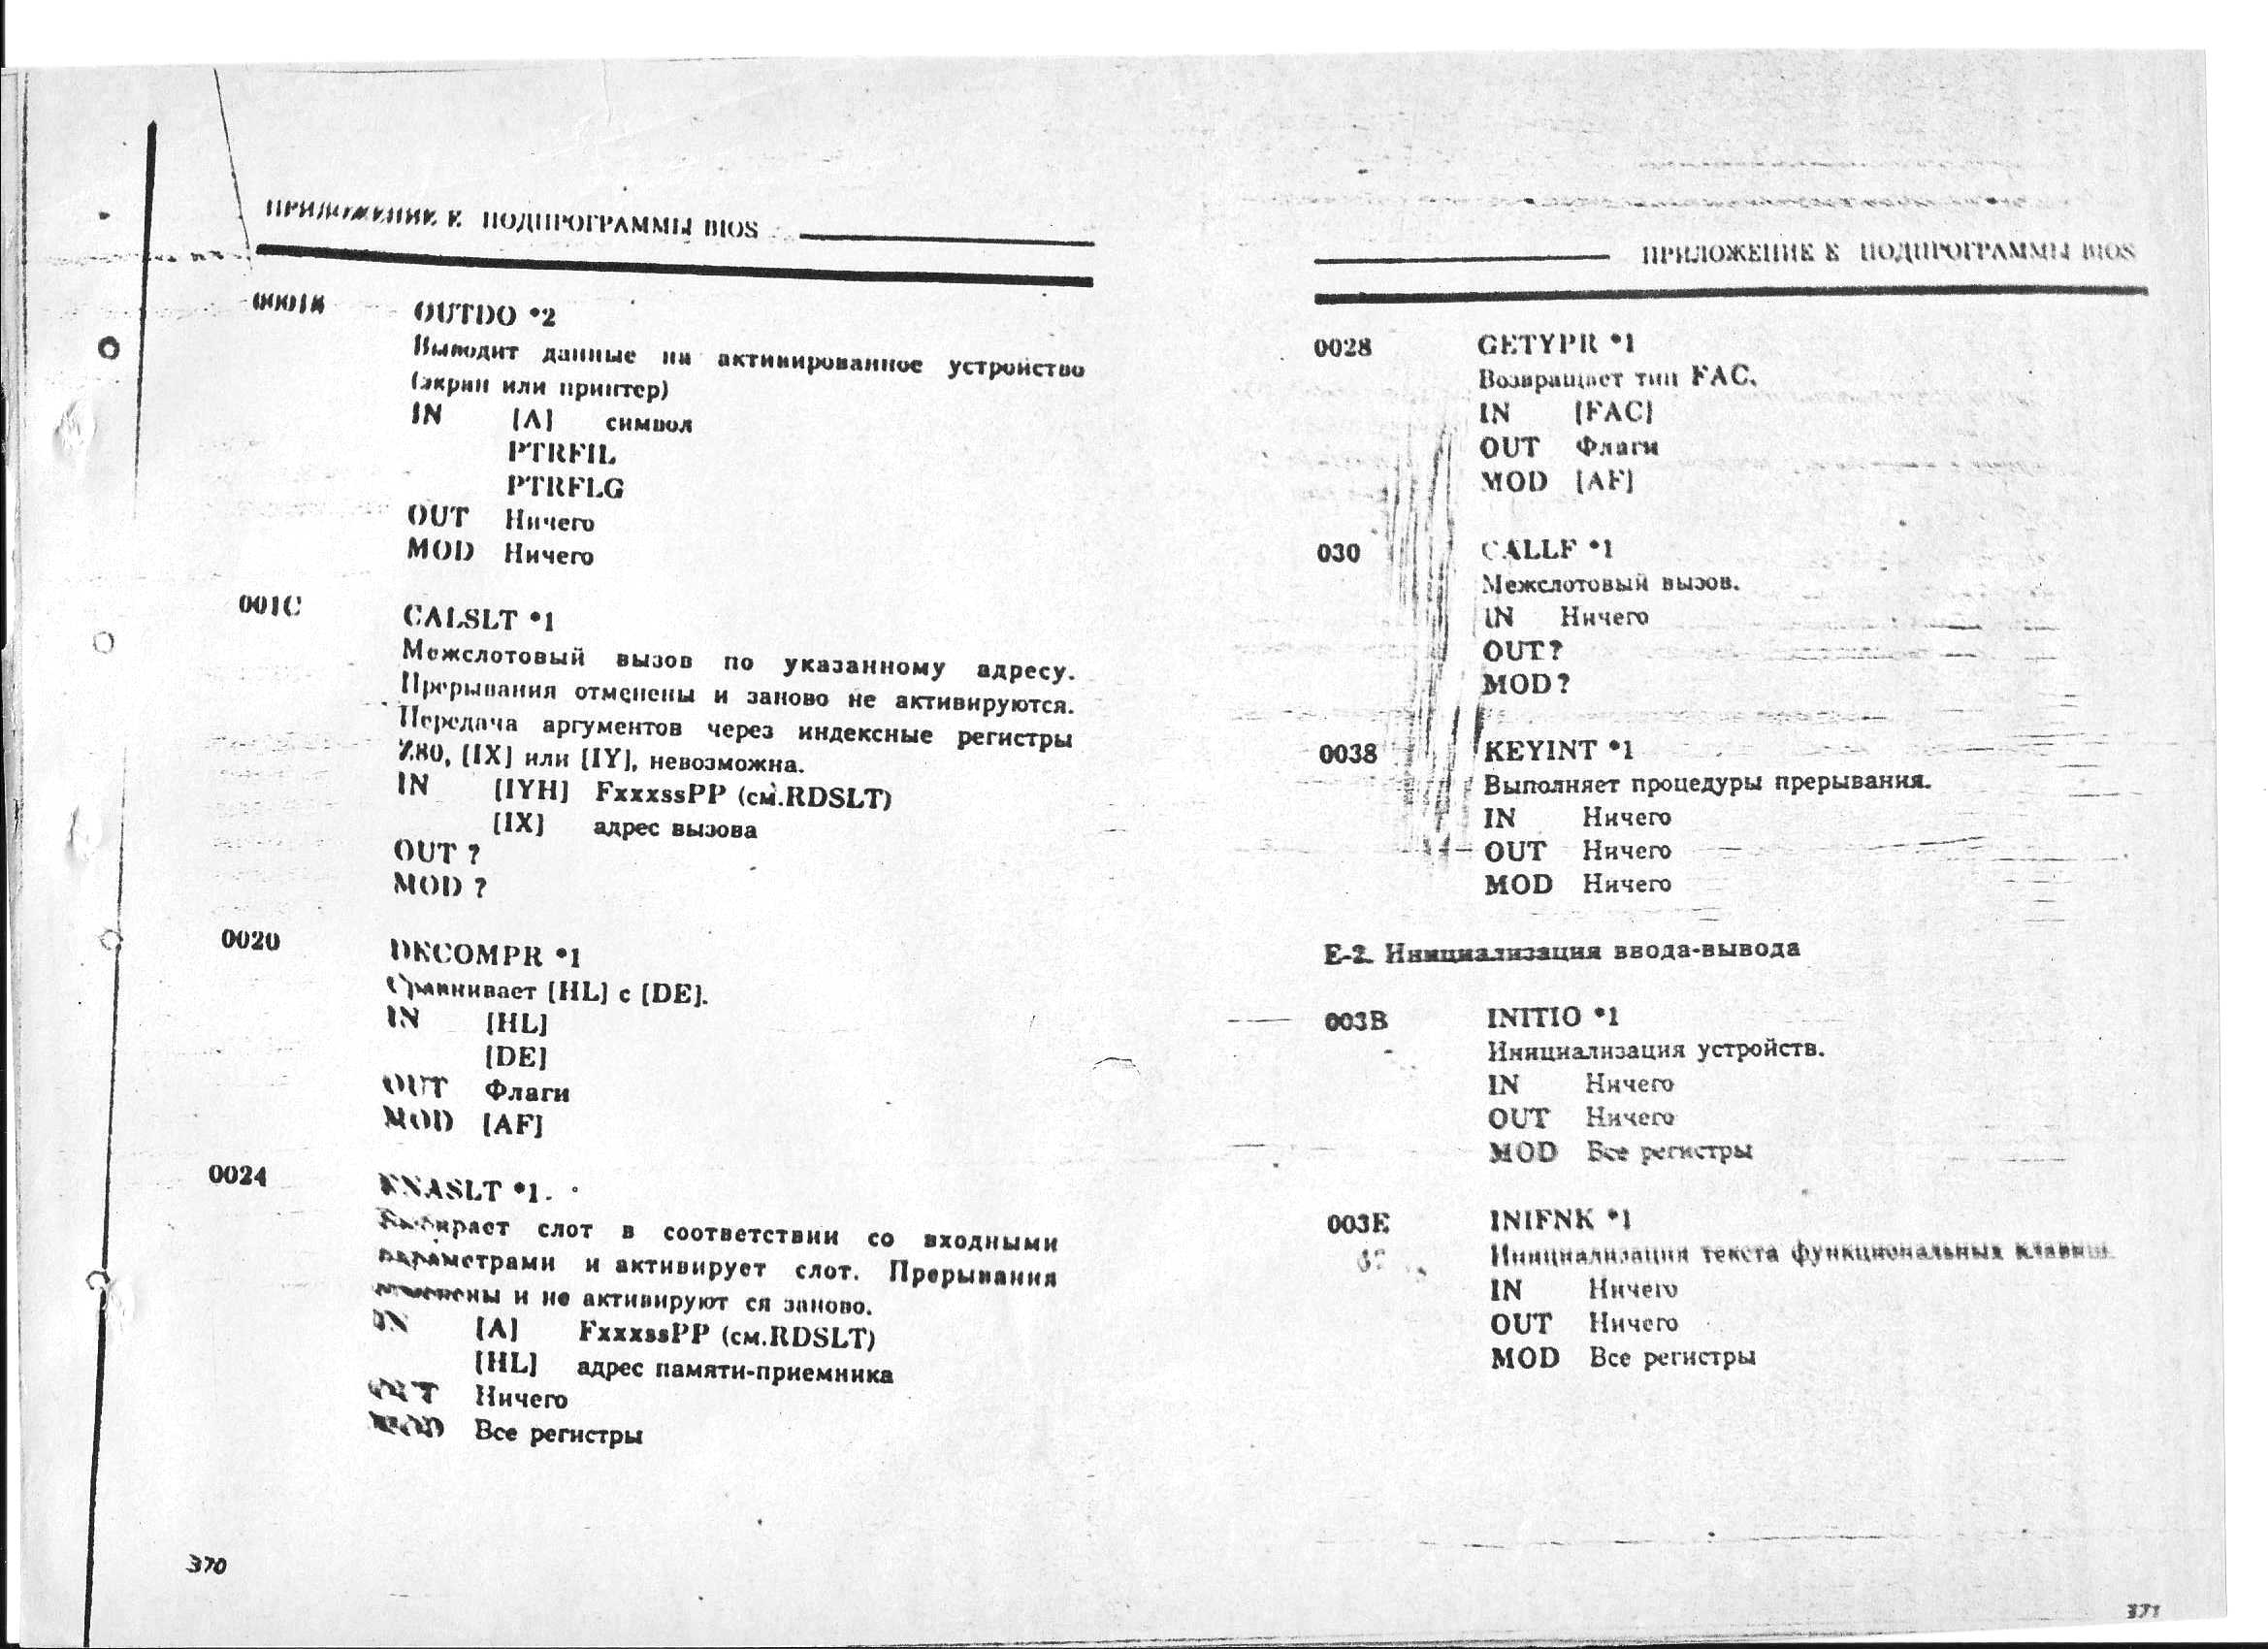 ПРИЛОЖЕНИЕ Е ПОДПРОГРАММЫ BIOS
00018 OUTDO *2
Выводит данные на активированное устройство
(экран или принтер)
IN [A] символ
PTRFIL
PTRFLG
OUT Ничего
MOD Ничего
001C CALSLT *1
Межслотовый вызов по указанному адресу.
Прерывания отменены и заново не активируются.
Передача аргументов через индексные регистры
Z80, [IX] или [IY], невозможна.
IN [IYH] FxxxssPP (см.RDSLT)
[IX] адрес вызова
OUT ?
MOD ?
0020 DKCOMPR *1
Сравнивает [HL] с [DE].
IN [HL]
[DE]
OUT Флаги
MOD [AF]
0024 ENASLT *1.
Выбирает слот в соответствии со входными
параметрами и активирует слот. Прерывания
отменены и не активируют ся заново.
IN [A] FxxxssPP (см.RDSLT)
[HL] адрес памяти-приемника
OUT Ничего
MOD Все регистры
370
ПРИЛОЖЕНИЕ Е ПОДПРОГРАММЫ BIOS
0028 GETYPR *1
Возвращает тип FAC.
IN [FAC]
OUT Флаги
MOD [AF]
030 CALLF *1
Межслотовый вызов.
IN Ничего
OUT?
MOD?
0038 KEYINT *1
Выполняет процедуры прерывания.
IN Ничего
OUT Ничего
MOD Ничего
Е-2. Инициализация ввода-вывода
003B INITIO *1
Инициализация устройств.
IN Ничего
OUT Ничего
MOD Все регистры
003E INIFNK *1
Инициализация текста функциональных клавиш.
IN Ничего
OUT Ничего
MOD Все регистры
371